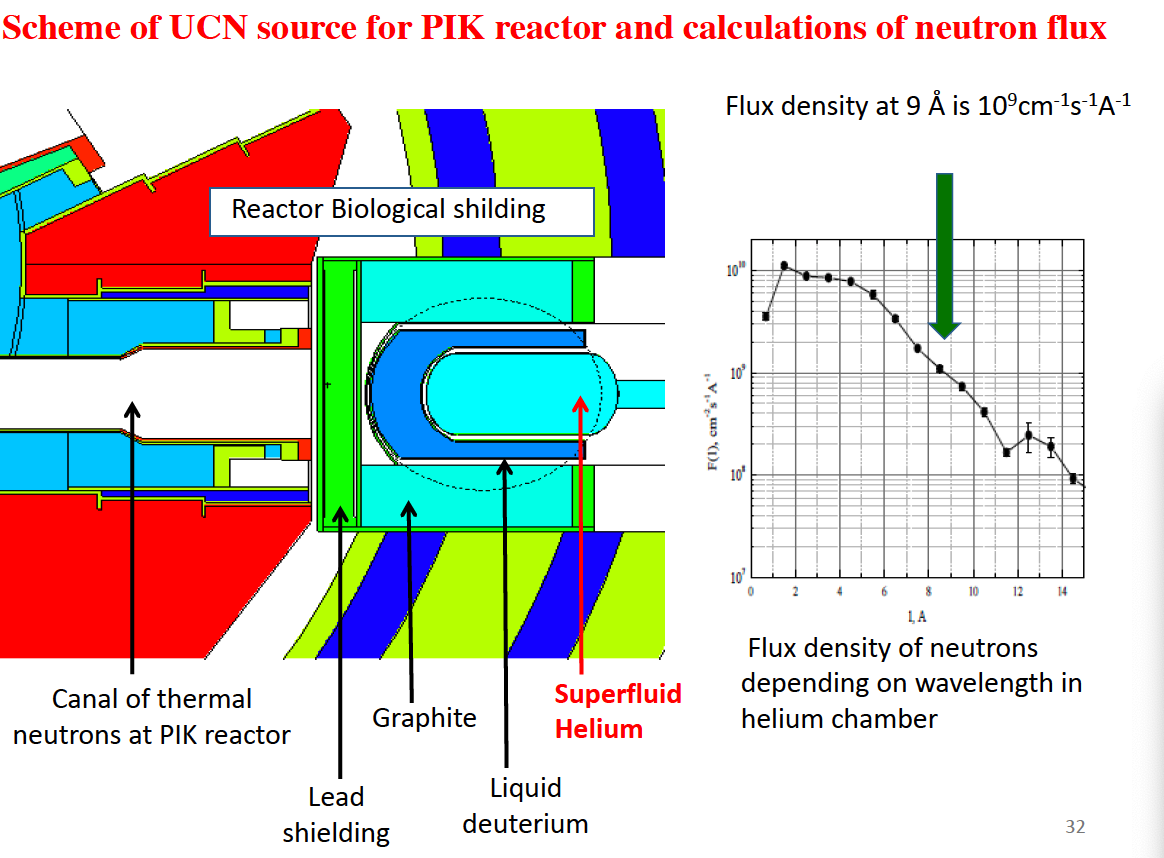 Scheme of UCN source for PIK reactor and calculations of neutron flux
Flux density at 9 Å is 10⁹cm⁻¹s⁻¹A⁻¹
Reactor Biological shilding
10¹⁰
10⁹
10⁸
10⁷
F(l), cm⁻²s⁻¹A⁻¹
0 2 4 6 8 10 12 14
l, A
Flux density of neutrons
depending on wavelength in
helium chamber
Canal of thermal
neutrons at PIK reactor
Graphite
Superfluid
Helium
Lead
shielding
Liquid
deuterium
32